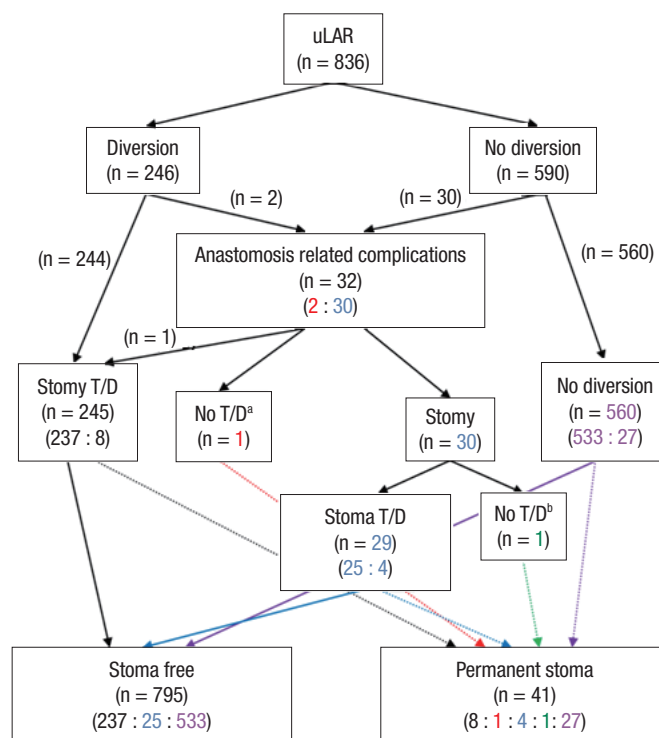 uLAR
(n = 836)
Diversion
(n = 246)
No diversion
(n = 590)
(n = 2)
(n = 30)
(n = 244)
Anastomosis related complications
(n = 32)
(2 : 30)
(n = 560)
(n = 1)
Stomy T/D
(n = 245)
(237 : 8)
No T/Dᵃ
(n = 1)
Stomy
(n = 30)
No diversion
(n = 560)
(533 : 27)
Stoma T/D
(n = 29)
(25 : 4)
No T/Dᵇ
(n = 1)
Stoma free
(n = 795)
(237 : 25 : 533)
Permanent stoma
(n = 41)
(8 : 1 : 4 : 1: 27)